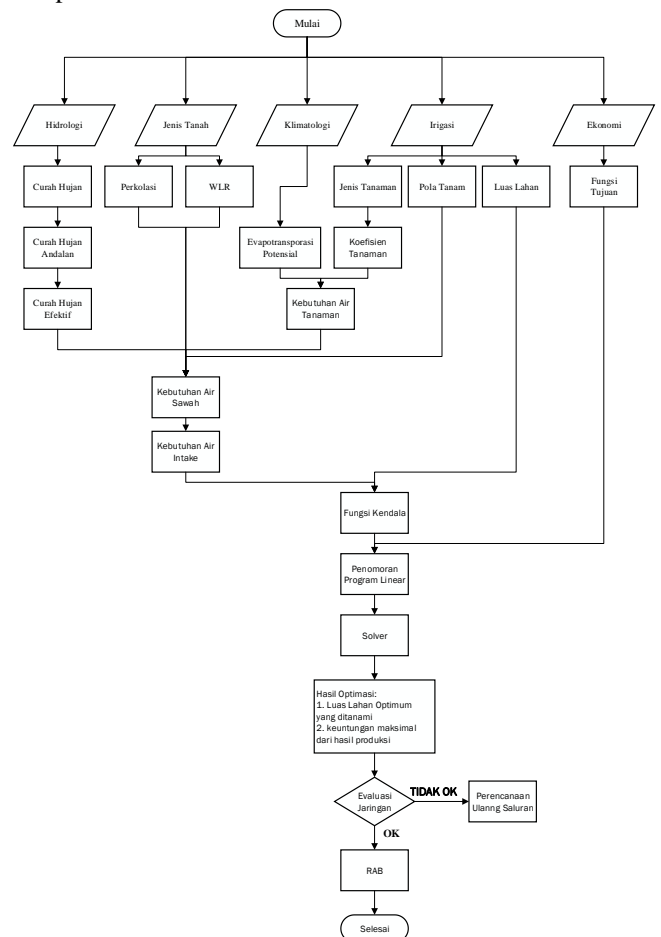 Mulai
Hidrologi
Jenis Tanah
Klimatologi
Irigasi
Ekonomi
Curah Hujan
Perkolasi
WLR
Jenis Tanaman
Pola Tanam
Luas Lahan
Fungsi
Tujuan
Curah Hujan
Andalan
Evapotransporasi
Potensial
Koefisien
Tanaman
Curah Hujan
Efektif
Kebutuhan Air
Tanaman
Kebutuhan Air
Sawah
Kebutuhan Air
Intake
Fungsi Kendala
Penomoran
Program Linear
Solver
Hasil Optimasi:
1. Luas Lahan Optimum
yang ditanami
2. keuntungan maksimal
dari hasil produksi
Evaluasi
Jaringan
TIDAK OK
Perencanaan
Ulanng Saluran
OK
RAB
Selesai